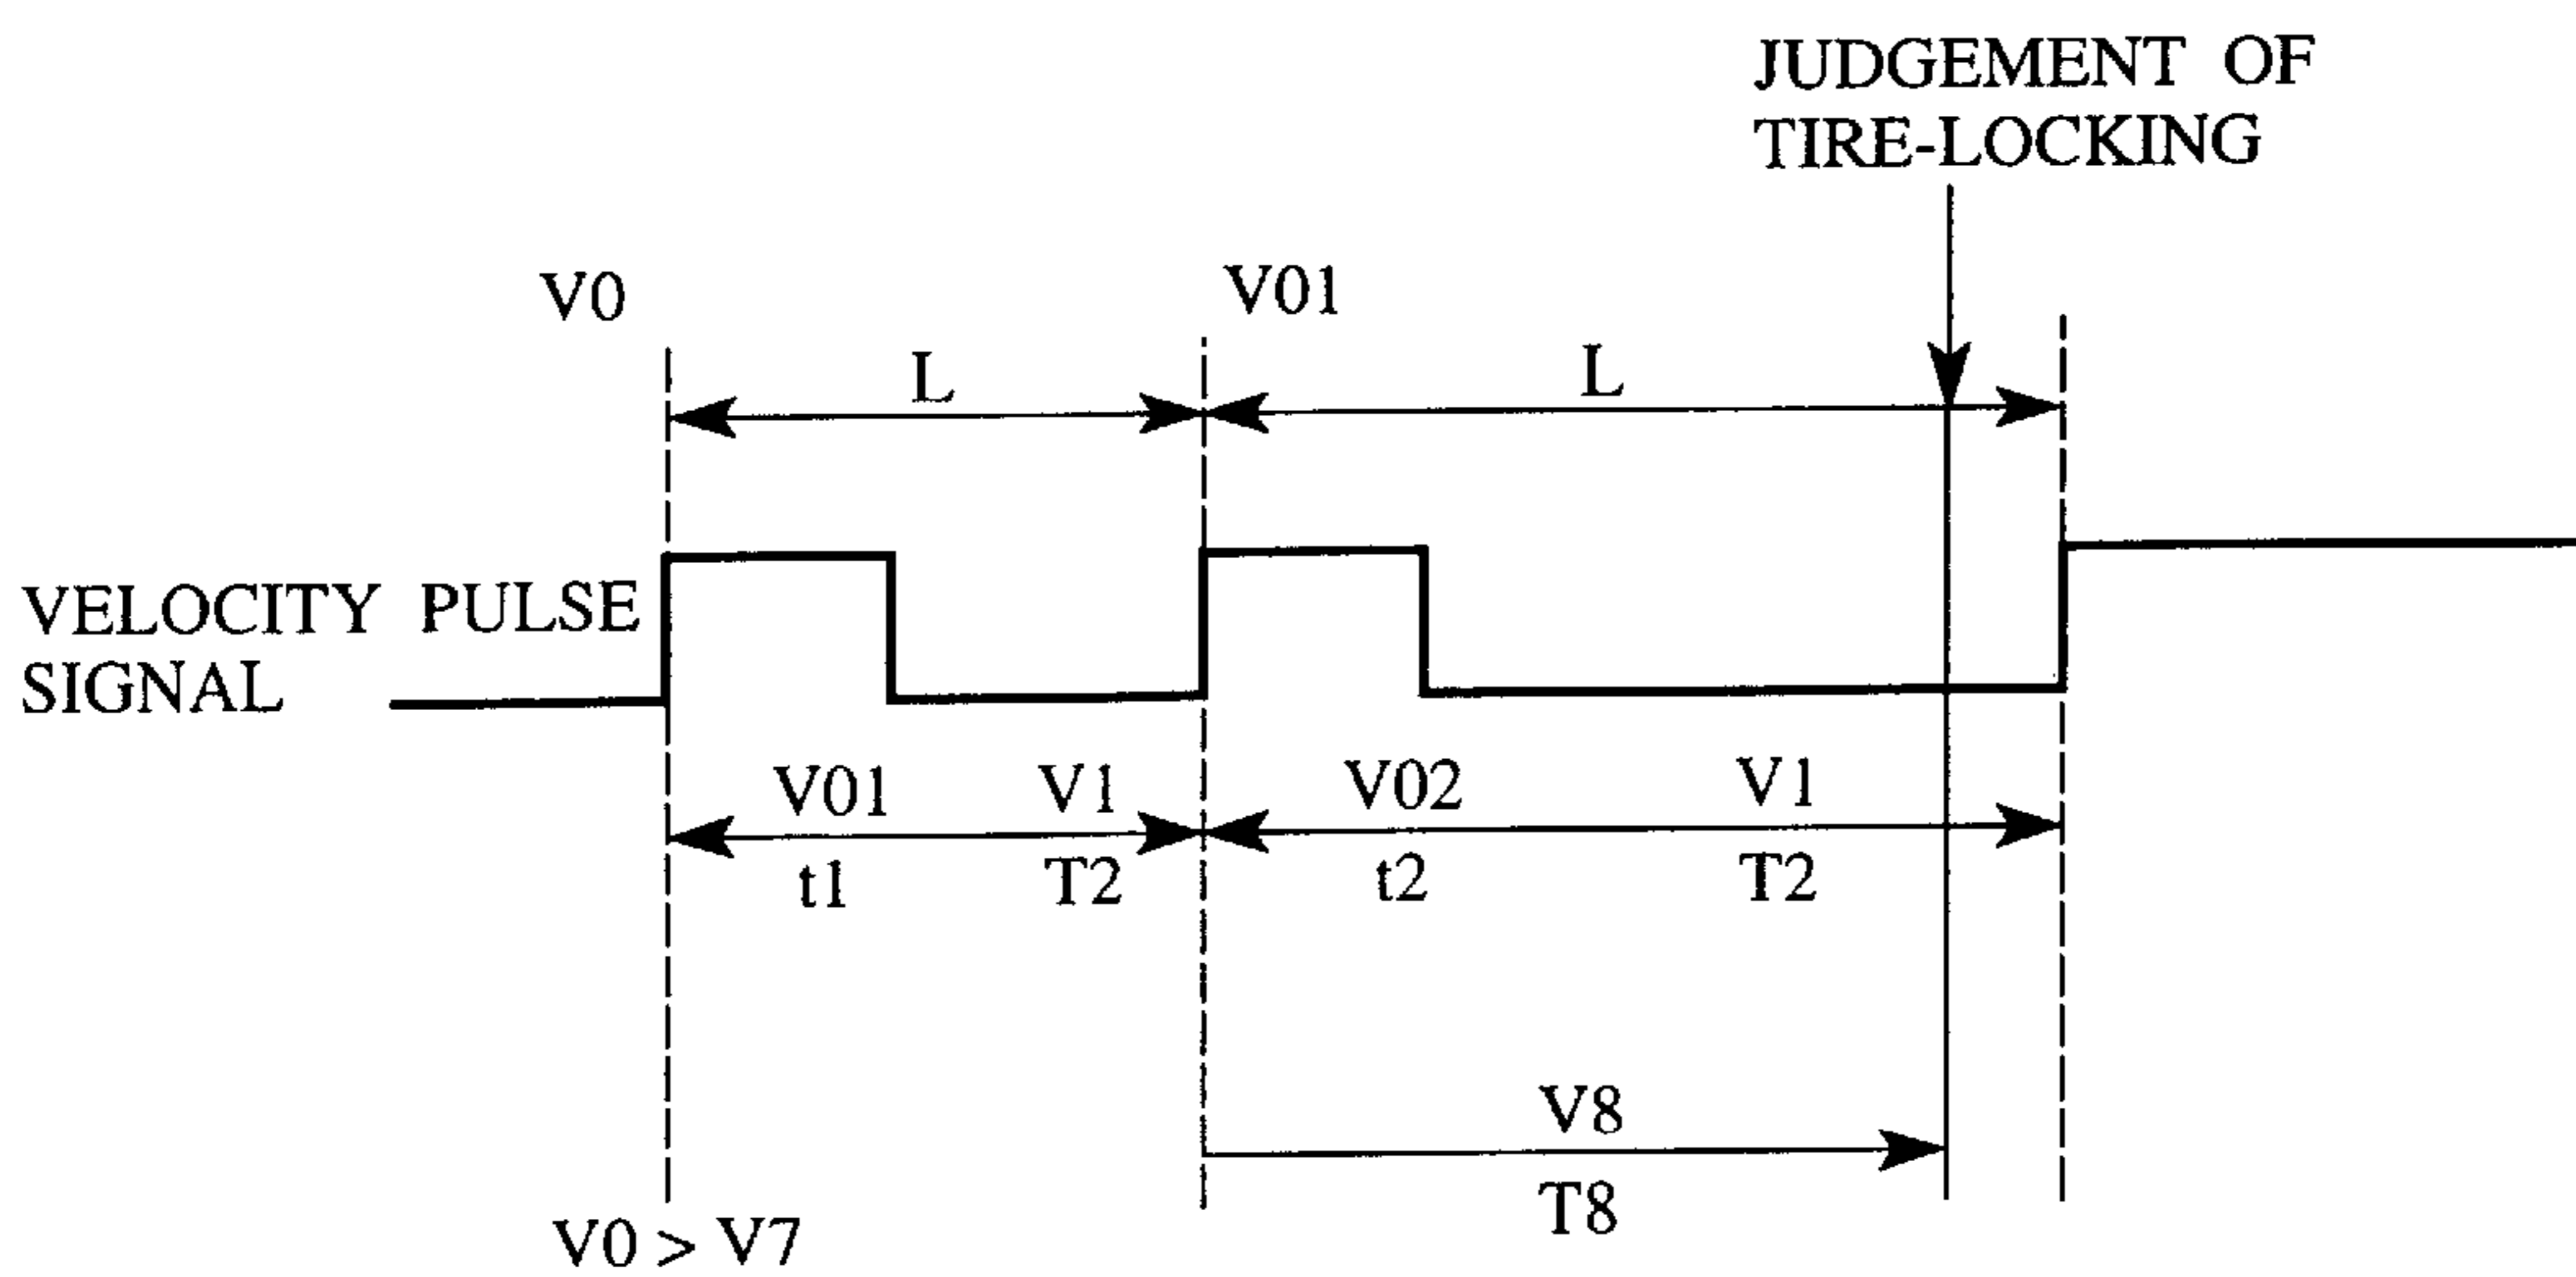 JUDGEMENT OF
TIRE-LOCKING
V0
V01
L
L
VELOCITY PULSE
SIGNAL
V01
V1
V02
V1
t1
T2
t2
T2
V8
T8
V0 > V7